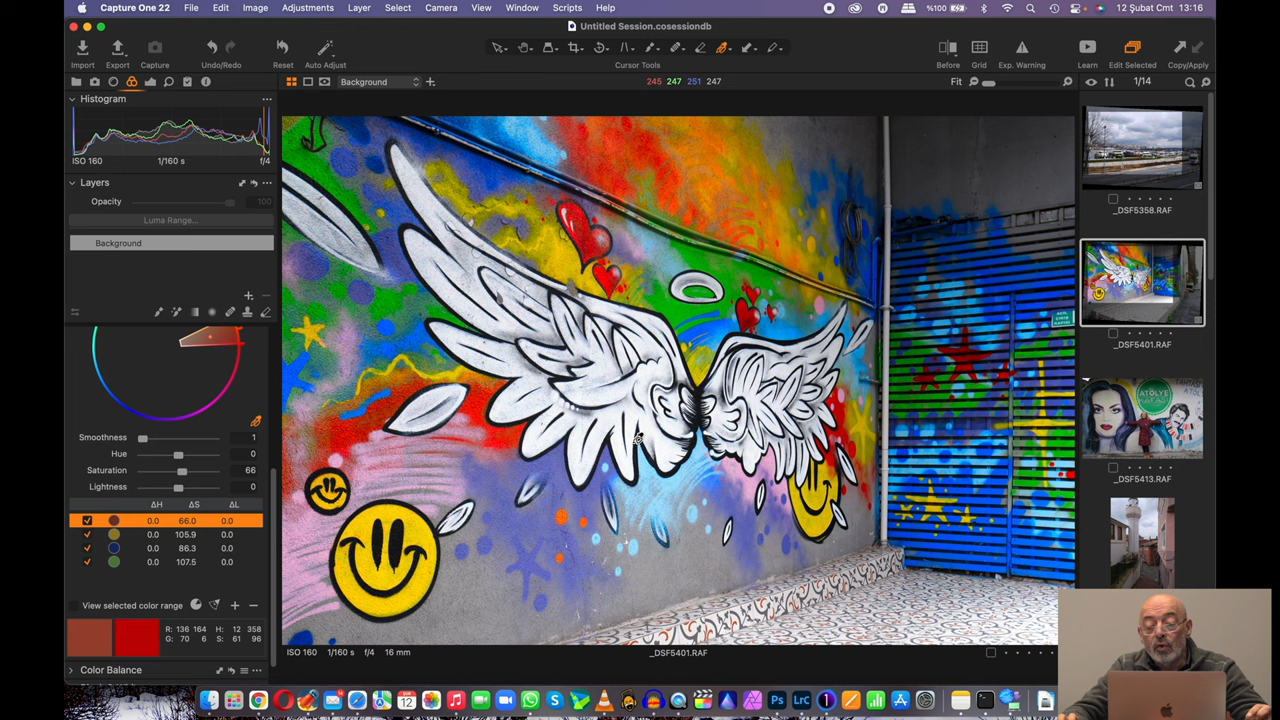 Capture One 22 File Edit Image Adjustments Layer Select Camera View Window Scripts Help
%100 12 Şubat Cmt 13:16
Untitled Session.cosessiondb
Import Export Capture Undo/Redo Reset Auto Adjust Cursor Tools Before Grid Exp. Warning Learn Edit Selected Copy/Apply
Background 245 247 251 247 Fit 1/14
Histogram
ISO 160 1/160 s f/4
Layers
Opacity 100
Luma Range...
Background
Smoothness 1
Hue 0
Saturation 66
Lightness 0
ΔH ΔS ΔL
0.0 66.0 0.0
0.0 105.9 0.0
0.0 86.3 0.0
0.0 107.5 0.0
View selected color range
R: 136 164 H: 12 358
G: 70 6 S: 61 96
Color Balance
ISO 160 1/160 s f/4 16 mm _DSF5401.RAF
_DSF5358.RAF
_DSF5401.RAF
ATÖLYE
_DSF5413.RAF
12
Ps LrC